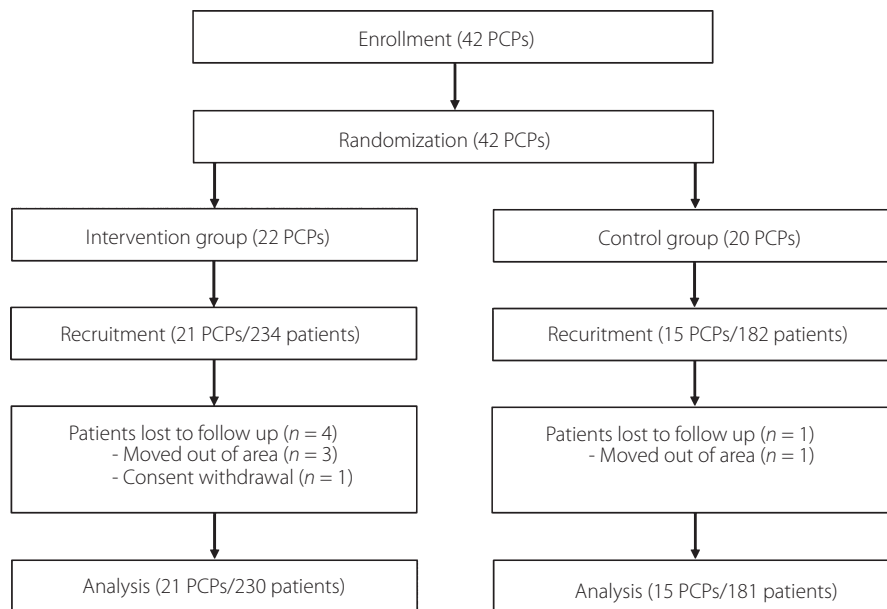 Enrollment (42 PCPs)
Randomization (42 PCPs)
Intervention group (22 PCPs)
Control group (20 PCPs)
Recruitment (21 PCPs/234 patients)
Recuritment (15 PCPs/182 patients)
Patients lost to follow up (n = 4)
- Moved out of area (n = 3)
- Consent withdrawal (n = 1)
Patients lost to follow up (n = 1)
- Moved out of area (n = 1)
Analysis (21 PCPs/230 patients)
Analysis (15 PCPs/181 patients)